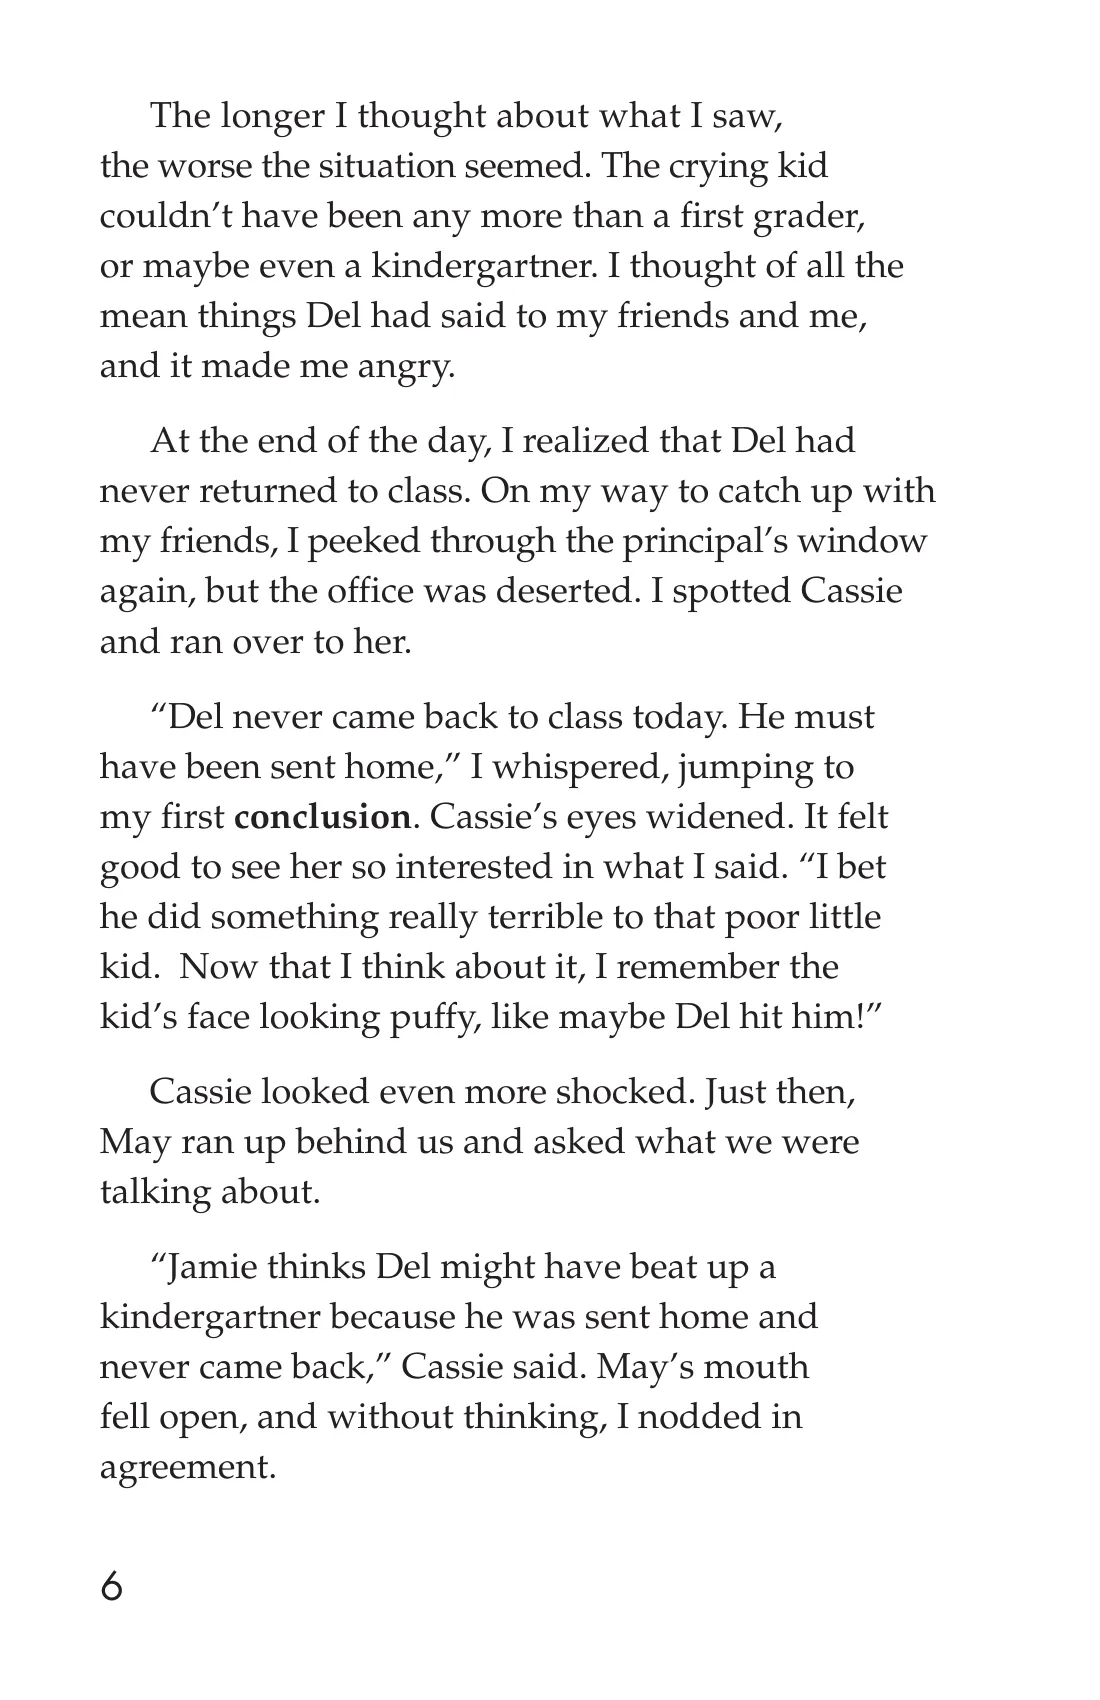 The longer I thought about what I saw,
the worse the situation seemed. The crying kid
couldn’t have been any more than a first grader,
or maybe even a kindergartner. I thought of all the
mean things Del had said to my friends and me,
and it made me angry.
At the end of the day, I realized that Del had
never returned to class. On my way to catch up with
my friends, I peeked through the principal’s window
again, but the office was deserted. I spotted Cassie
and ran over to her.
“Del never came back to class today. He must
have been sent home,” I whispered, jumping to
my first conclusion. Cassie’s eyes widened. It felt
good to see her so interested in what I said. “I bet
he did something really terrible to that poor little
kid.  Now that I think about it, I remember the
kid’s face looking puffy, like maybe Del hit him!”
Cassie looked even more shocked. Just then,
May ran up behind us and asked what we were
talking about.
“Jamie thinks Del might have beat up a
kindergartner because he was sent home and
never came back,” Cassie said. May’s mouth
fell open, and without thinking, I nodded in
agreement.
6